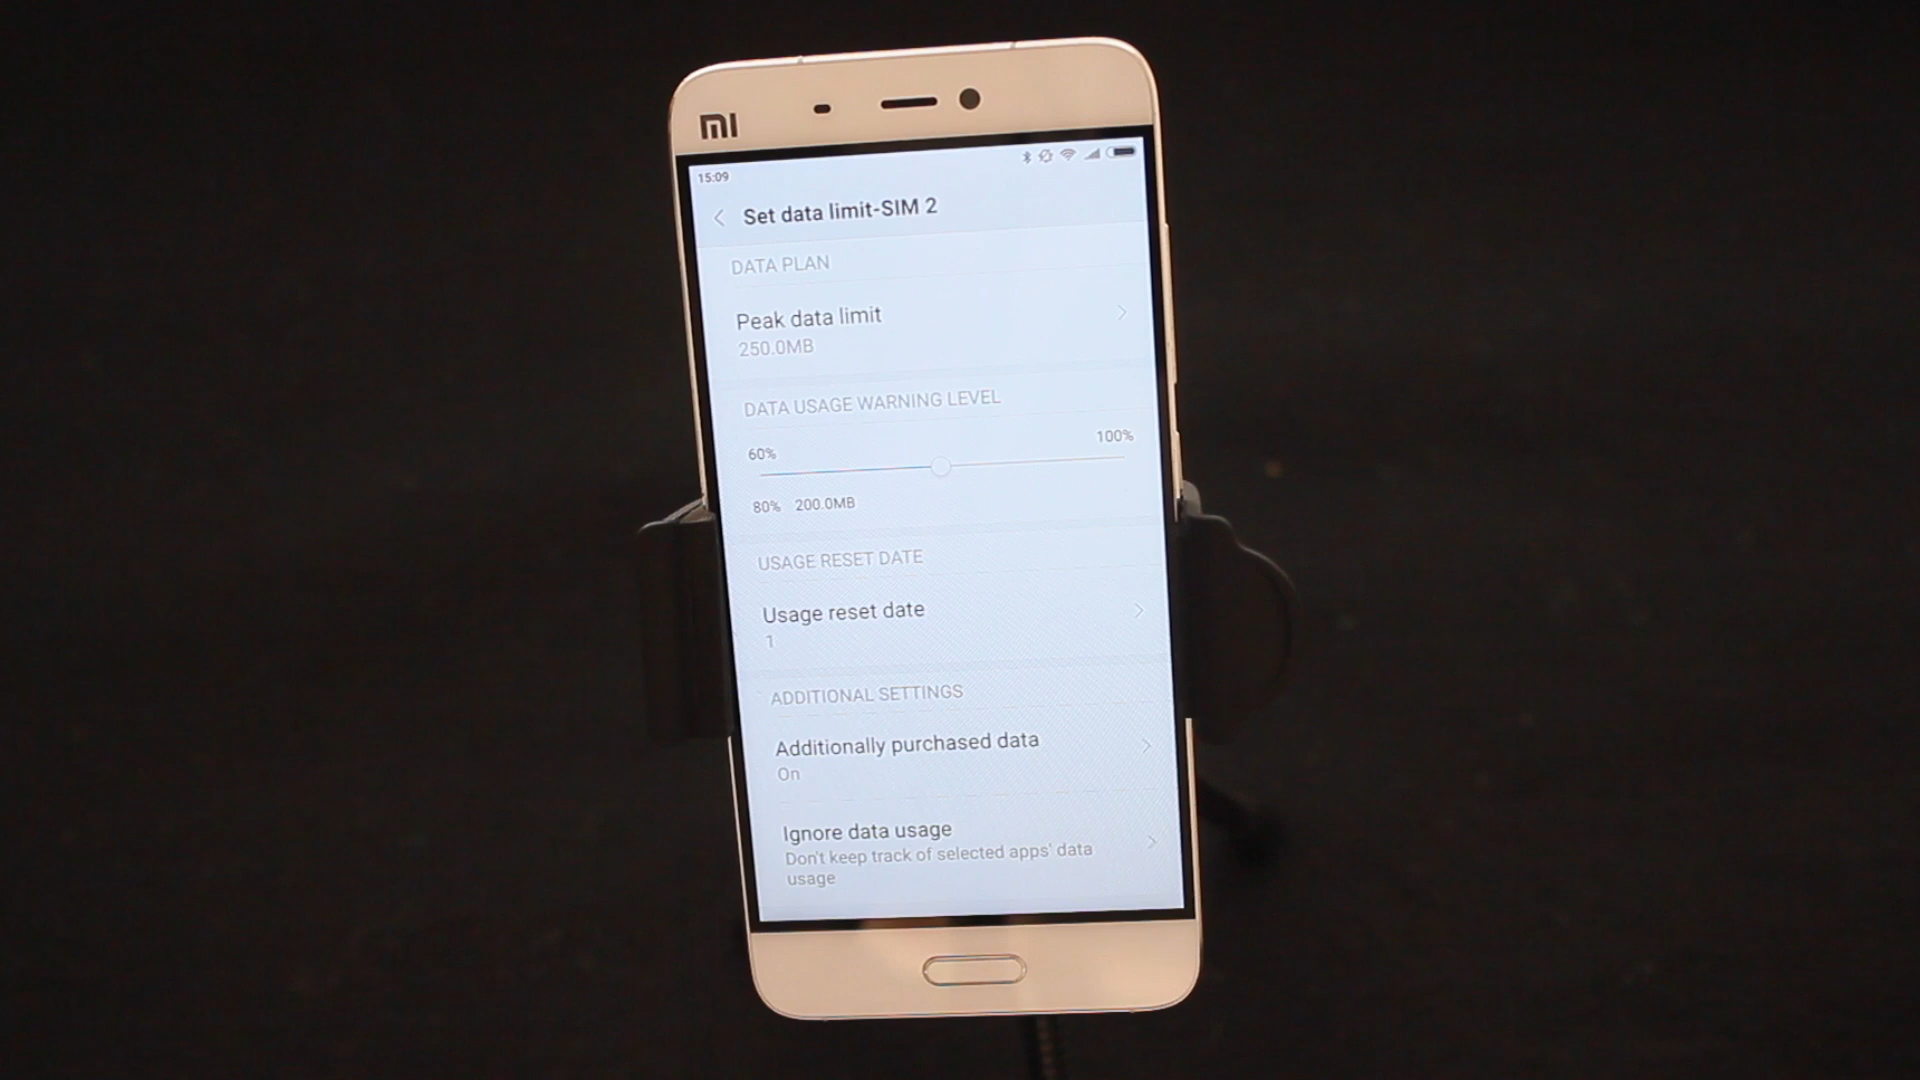 MI
15:09
Set data limit-SIM 2
DATA PLAN
Peak data limit
250.0MB
DATA USAGE WARNING LEVEL
60%
100%
80% 200.0MB
USAGE RESET DATE
Usage reset date
1
ADDITIONAL SETTINGS
Additionally purchased data
On
Ignore data usage
Don't keep track of selected apps' data
usage